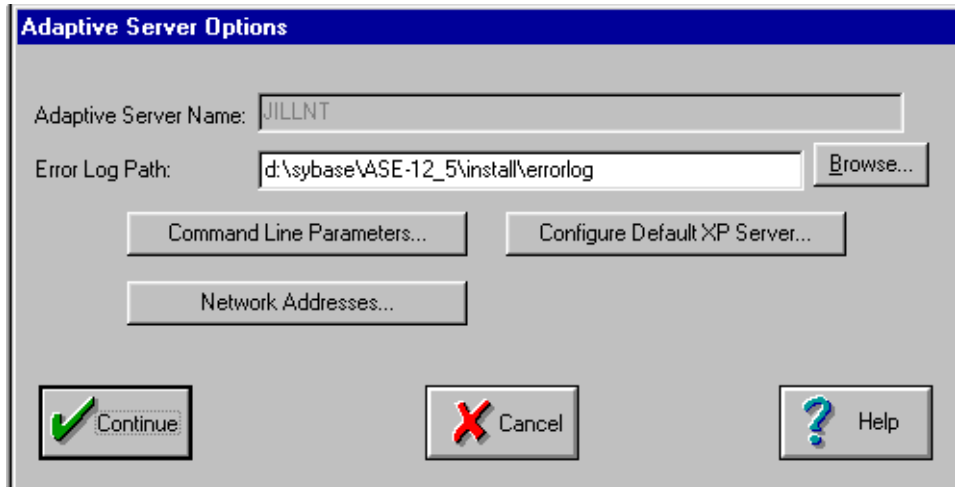 Adaptive Server Options
Adaptive Server Name: JILLNT
Error Log Path: d:\sybase\ASE-12_5\install\errorlog Browse...
Command Line Parameters... Configure Default XP Server...
Network Addresses...
Continue Cancel Help